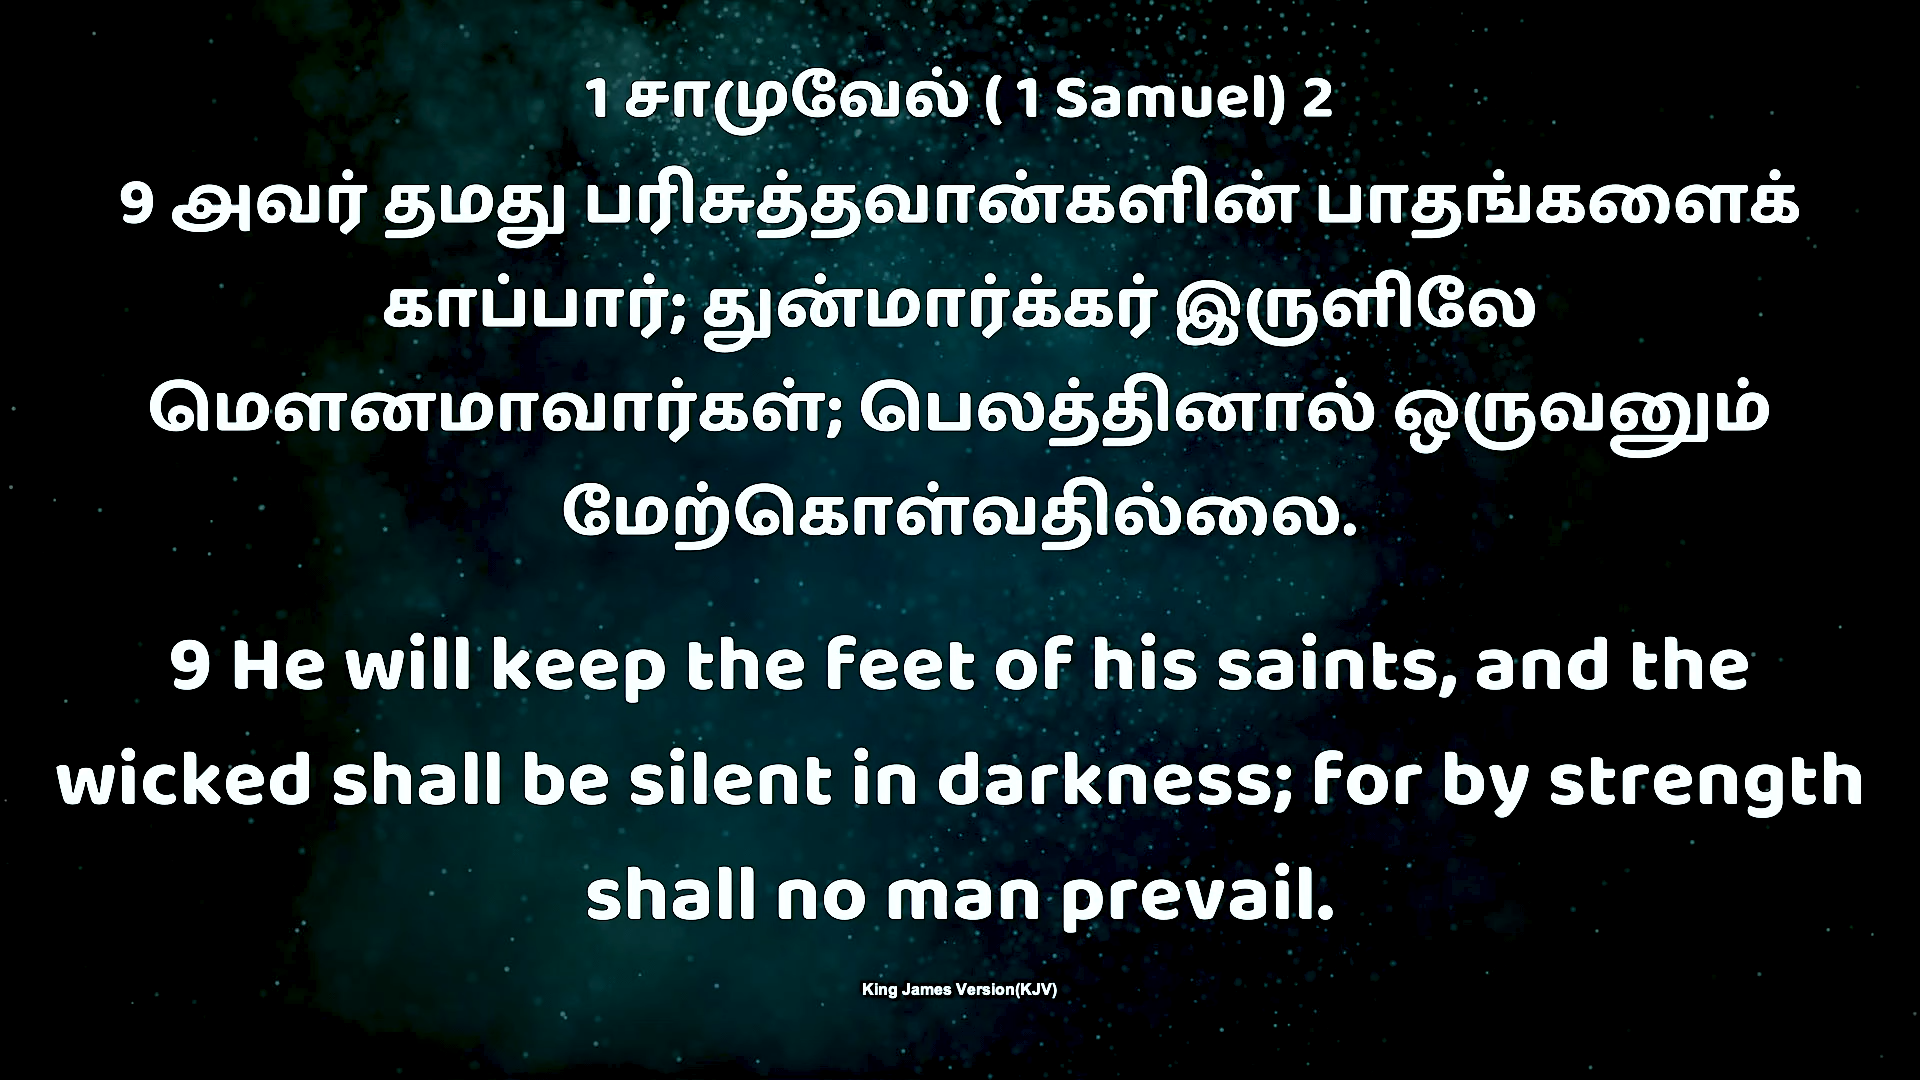 1 சாமுவேல் ( 1 Samuel) 2
9 அவர் தமது பரிசுத்தவான்களின் பாதங்களைக்
காப்பார்; துன்மார்க்கர் இருளிலே
மௌனமாவார்கள்; பெலத்தினால் ஒருவனும்
மேற்கொள்வதில்லை.
9 He will keep the feet of his saints, and the
wicked shall be silent in darkness; for by strength
shall no man prevail.
King James Version(KJV)